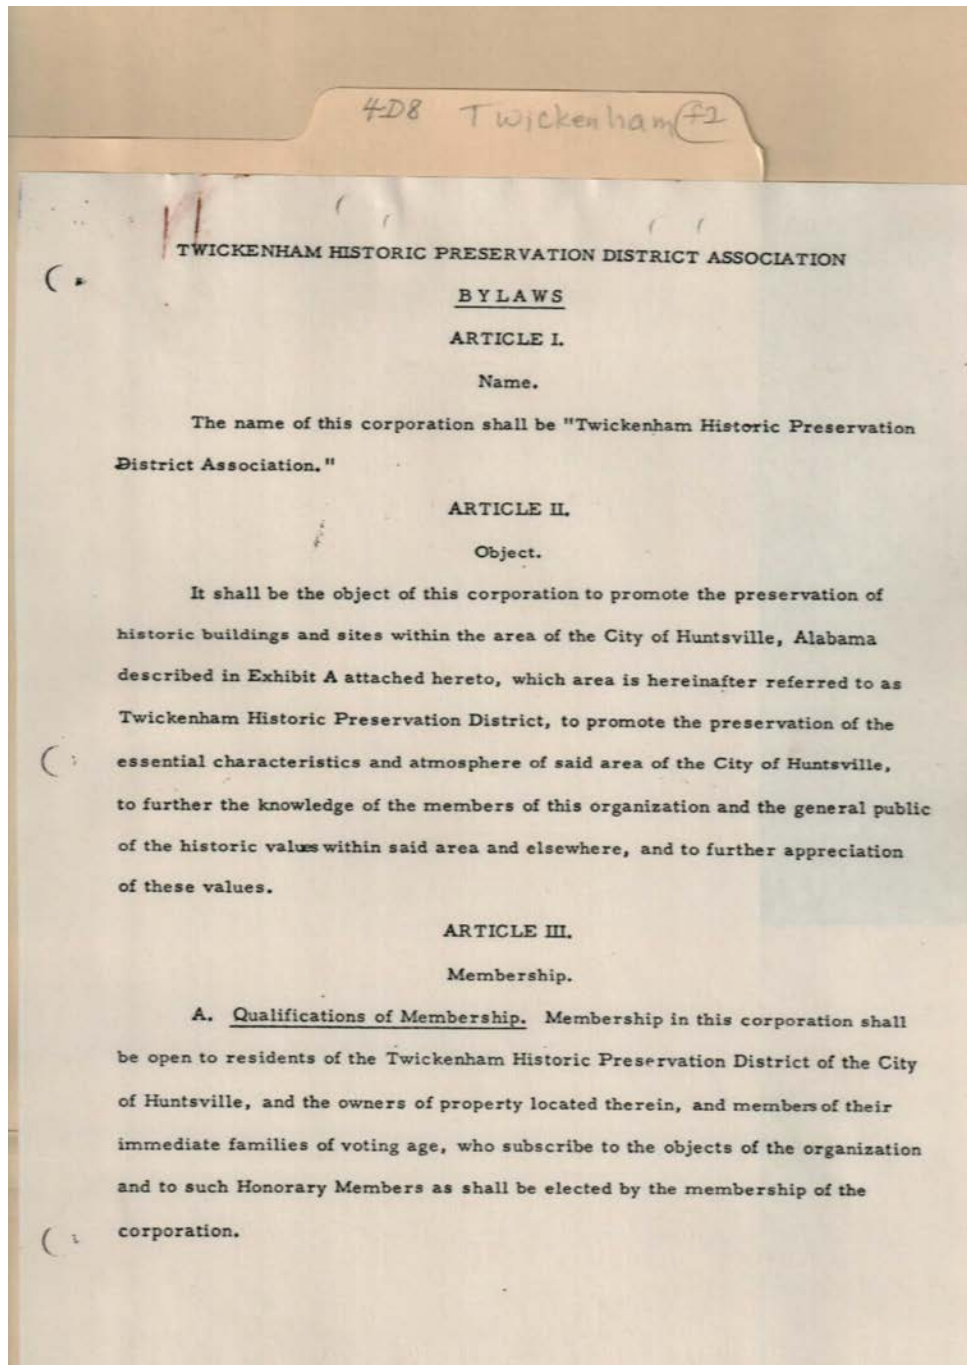 4D8 Twickenham f2
TWICKENHAM HISTORIC PRESERVATION DISTRICT ASSOCIATION
BYLAWS
ARTICLE I.
Name.
The name of this corporation shall be "Twickenham Historic Preservation
District Association."
ARTICLE II.
Object.
It shall be the object of this corporation to promote the preservation of
historic buildings and sites within the area of the City of Huntsville, Alabama
described in Exhibit A attached hereto, which area is hereinafter referred to as
Twickenham Historic Preservation District, to promote the preservation of the
essential characteristics and atmosphere of said area of the City of Huntsville,
to further the knowledge of the members of this organization and the general public
of the historic values within said area and elsewhere, and to further appreciation
of these values.
ARTICLE III.
Membership.
A. Qualifications of Membership. Membership in this corporation shall
be open to residents of the Twickenham Historic Preservation District of the City
of Huntsville, and the owners of property located therein, and members of their
immediate families of voting age, who subscribe to the objects of the organization
and to such Honorary Members as shall be elected by the membership of the
corporation.